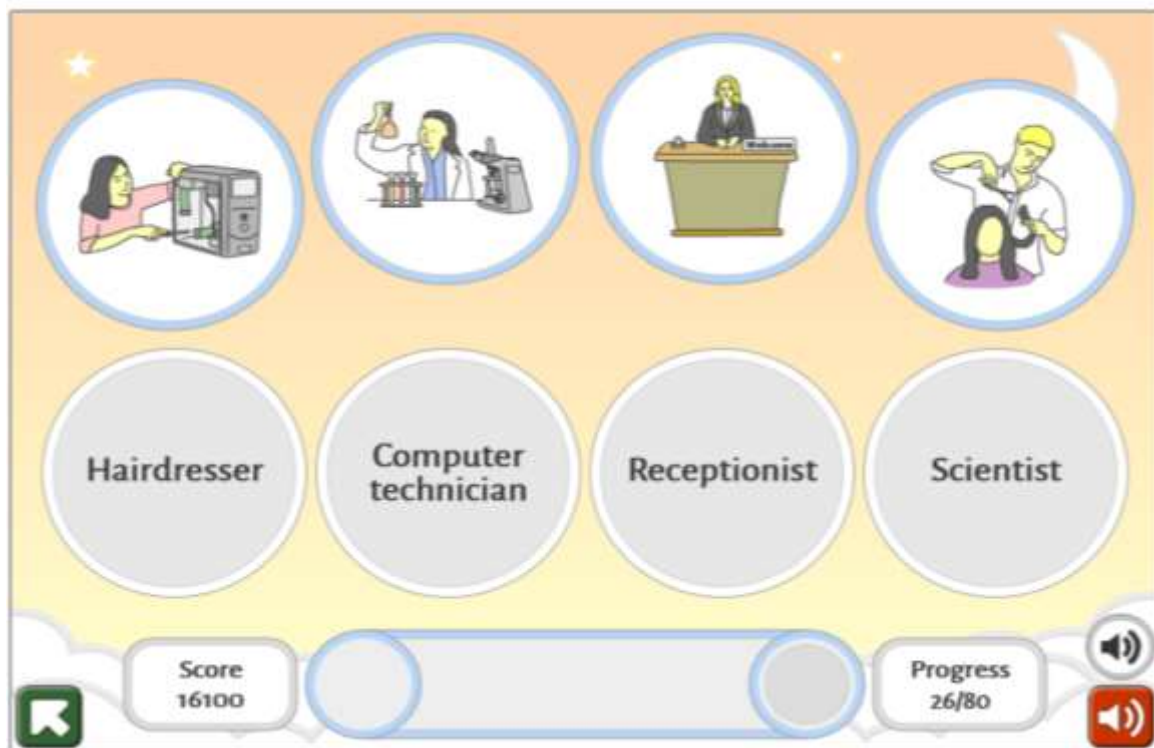 Welcome
Hairdresser
Computer
technician
Receptionist
Scientist
Score
16100
Progress
26/80